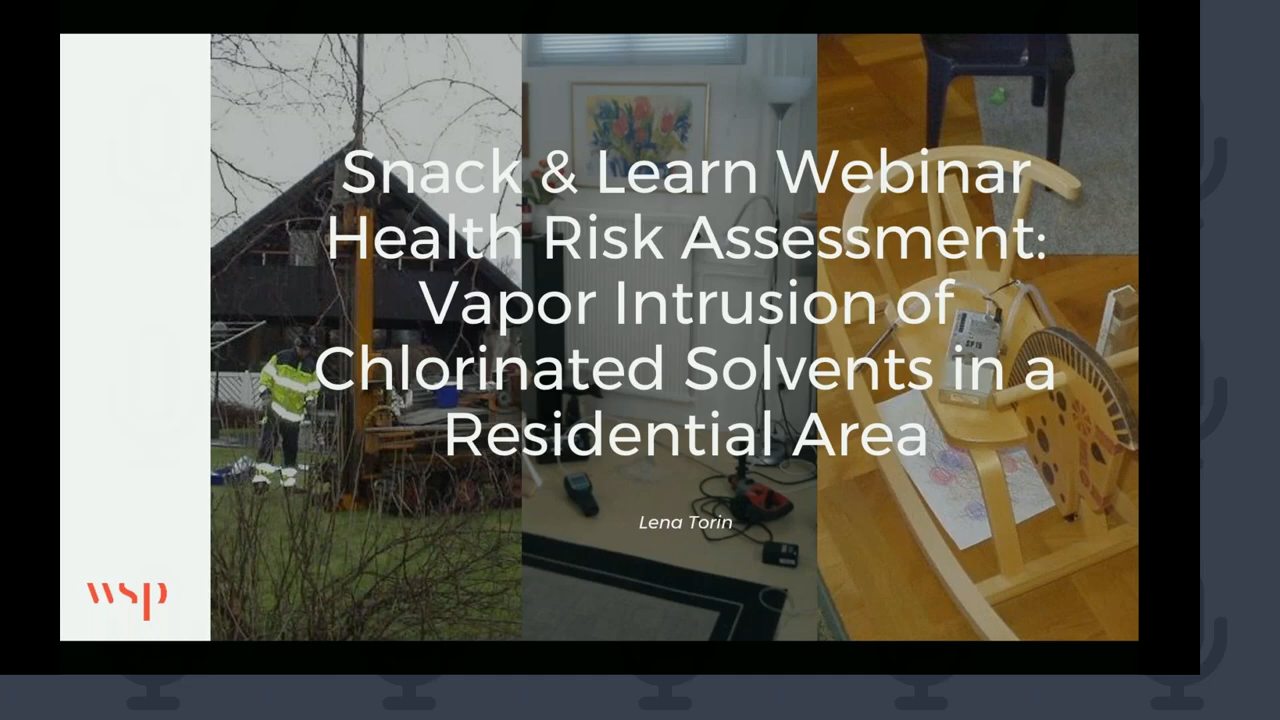 Snack & Learn Webinar
Health Risk Assessment:
Vapor Intrusion of
Chlorinated Solvents in a
Residential Area
Lena Torin
wsp